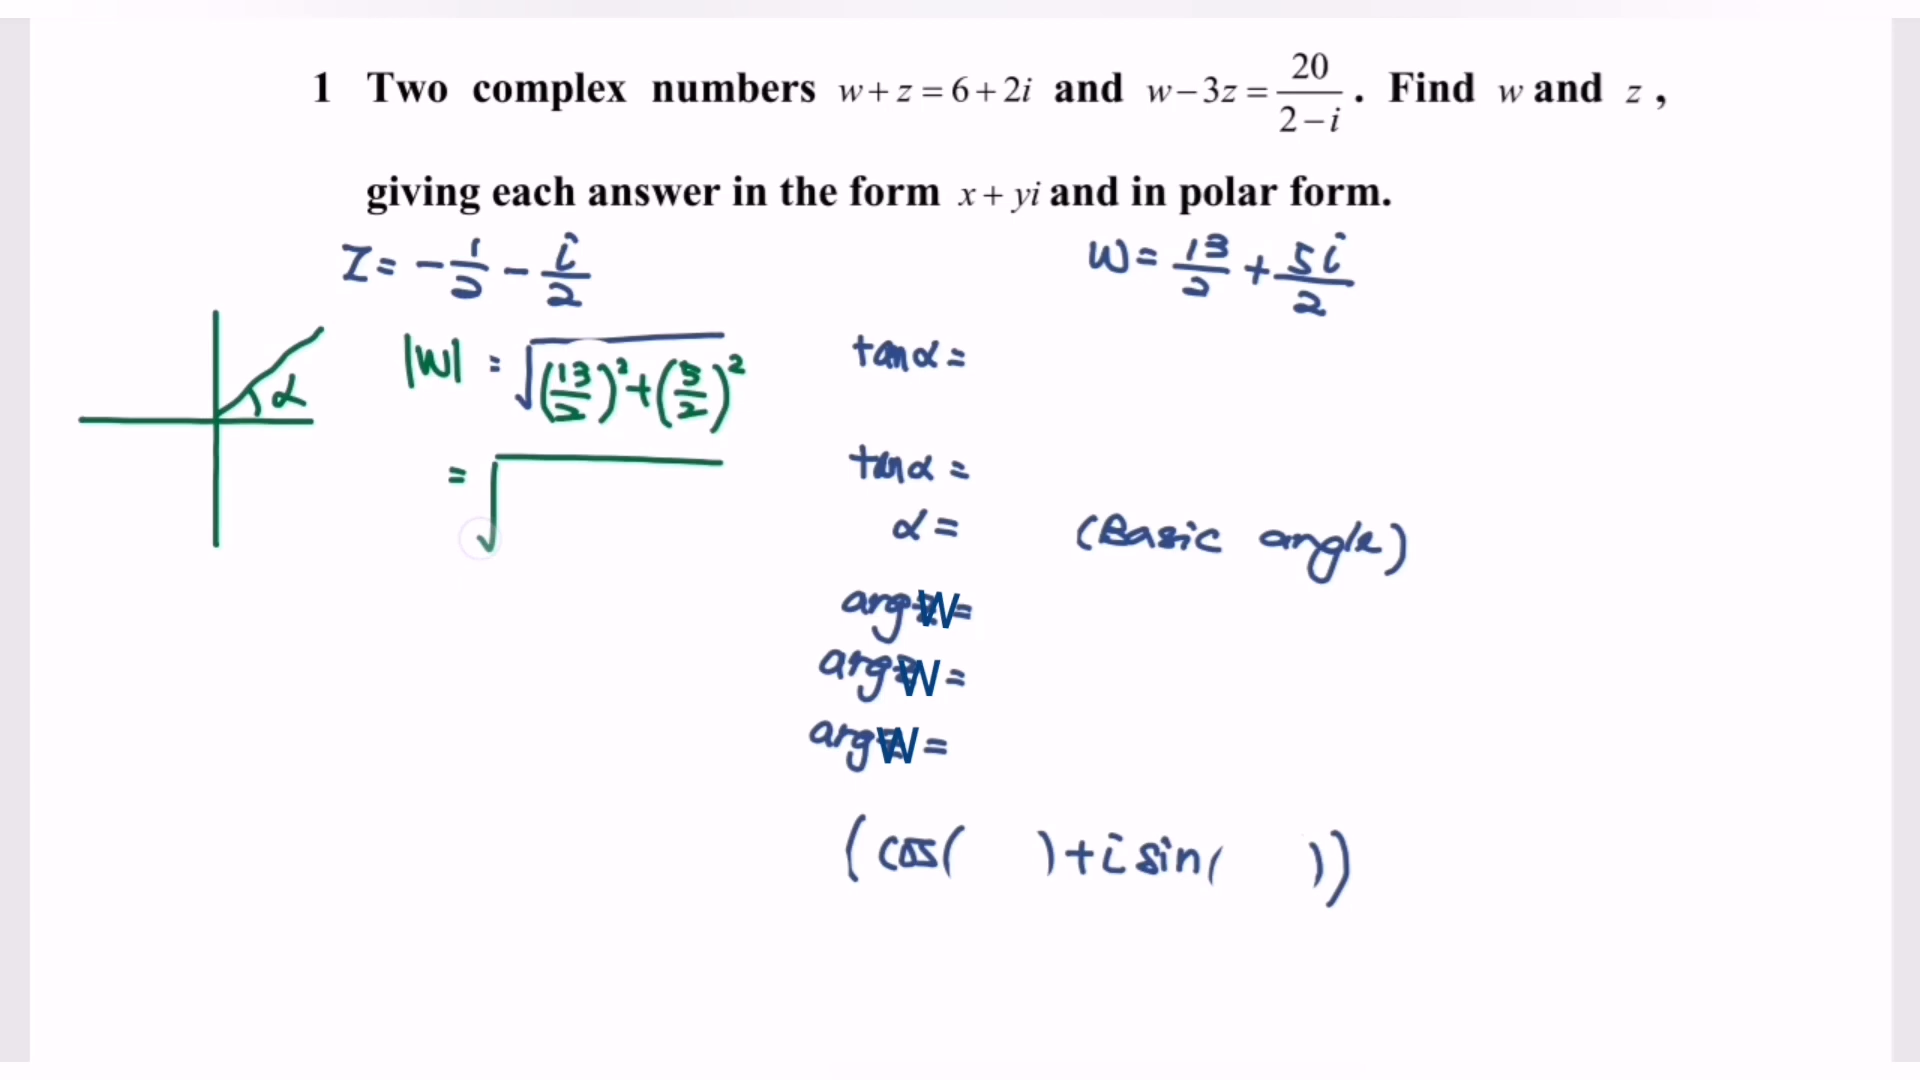 1 Two complex numbers w + z = 6 + 2i and w − 3z = 20/(2 − i) . Find w and z ,
giving each answer in the form x + yi and in polar form.
Z = −1/2 − i/2
W = 13/2 + 5i/2
|W| = √((13/2)² + (5/2)²)
tanα =
α
= √
tanα =
α = (Basic angle)
arg W =
arg W =
arg W =
(cos( ) + i sin( ))